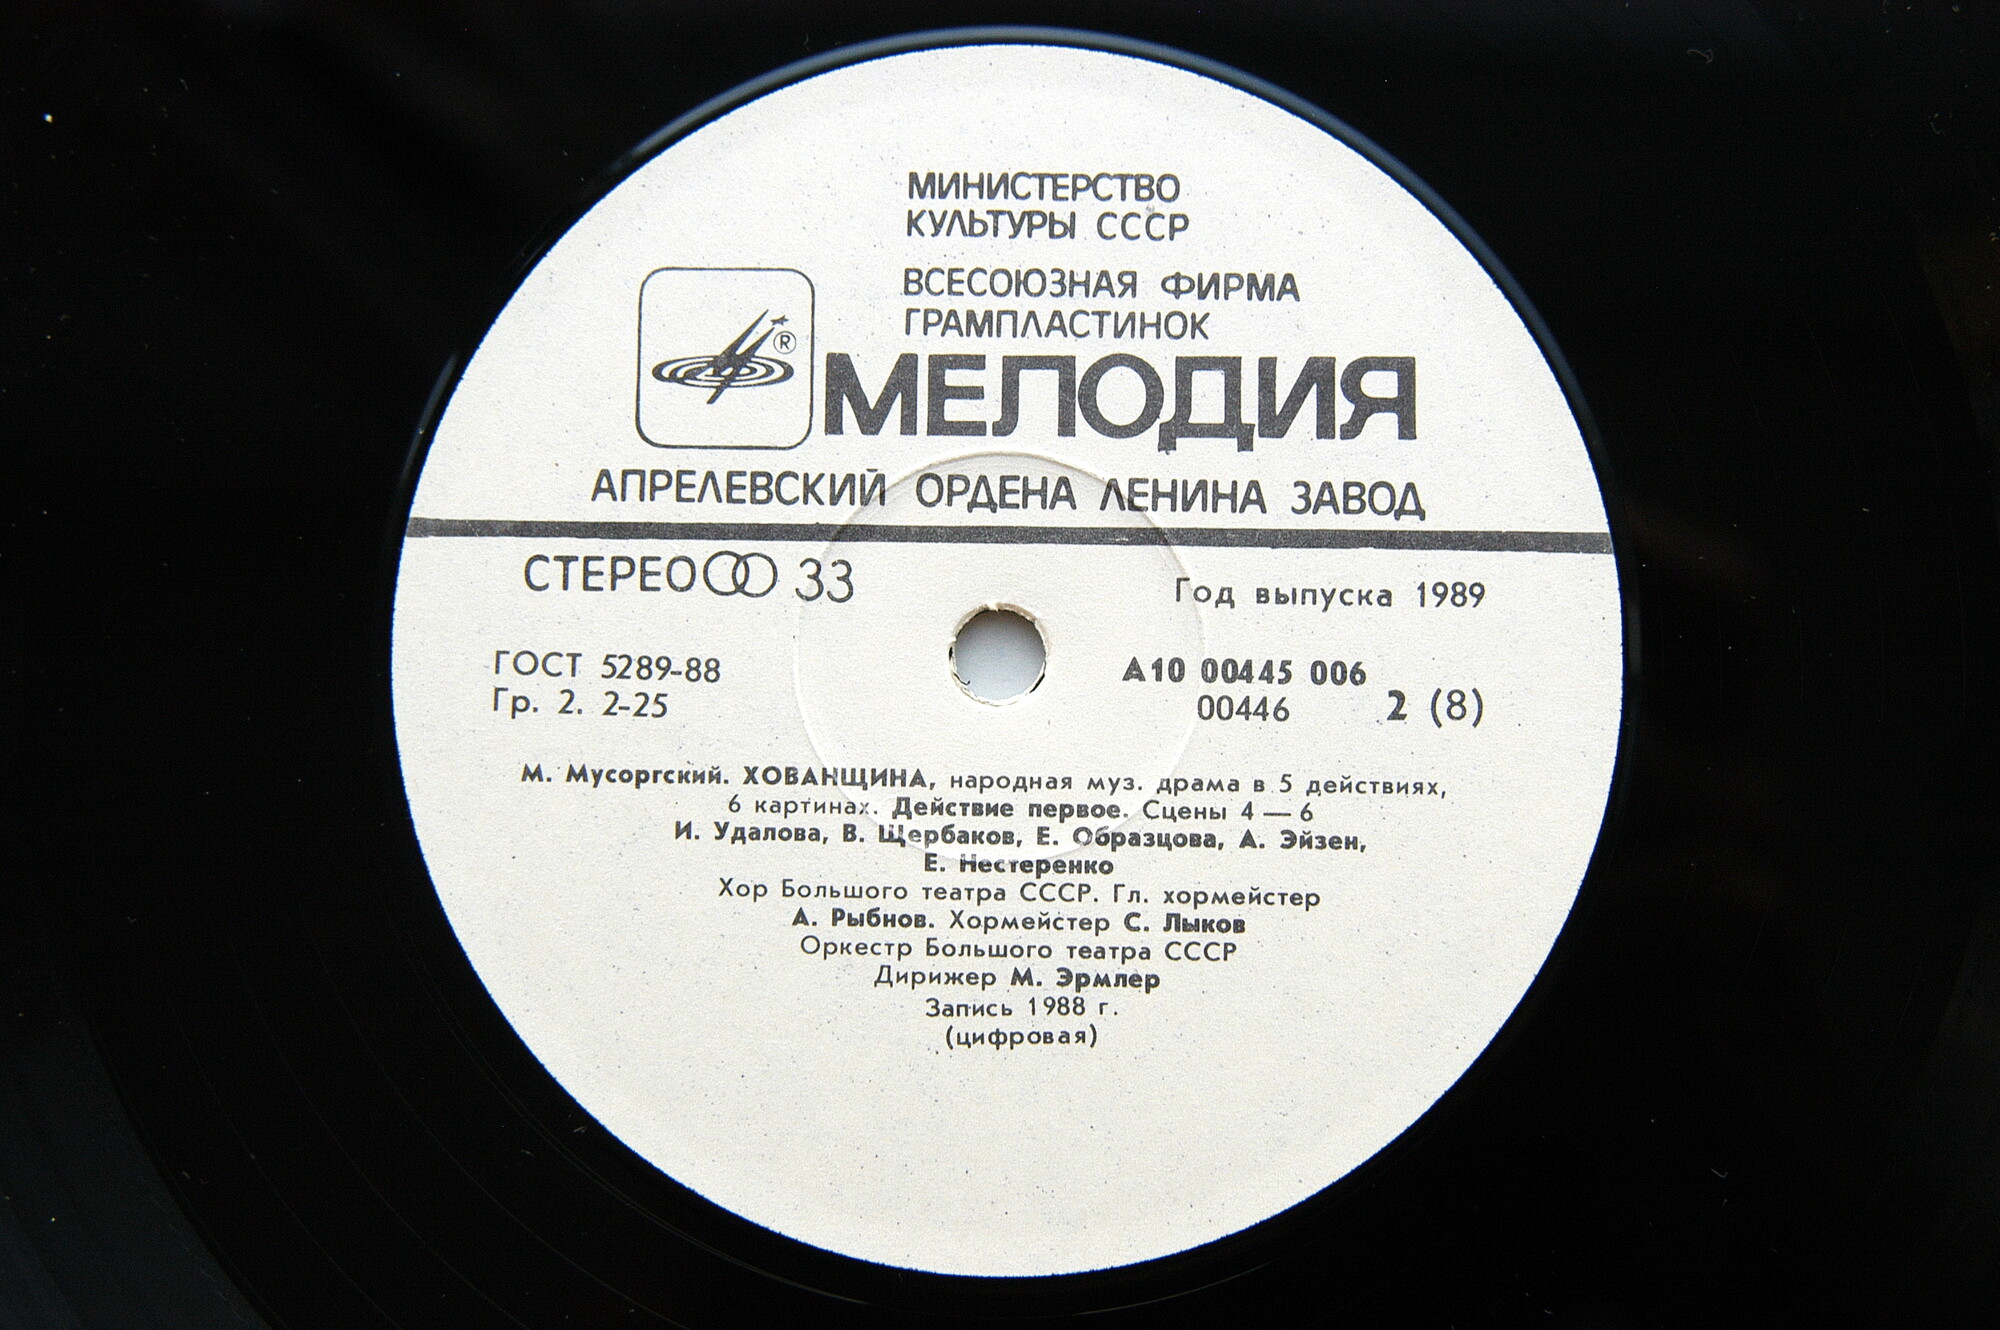 МИНИСТЕРСТВО
КУЛЬТУРЫ СССР
ВСЕСОЮЗНАЯ ФИРМА
ГРАМПЛАСТИНОК
®
МЕЛОДИЯ
АПРЕЛЕВСКИЙ ОРДЕНА ЛЕНИНА ЗАВОД
СТЕРЕО 33
Год выпуска 1989
ГОСТ 5289-88
Гр. 2. 2-25
А10 00445 006
00446 2 (8)
М. Мусоргский. ХОВАНЩИНА, народная муз. драма в 5 действиях,
6 картинах. Действие первое. Сцены 4 — 6
И. Удалова, В. Щербаков, Е. Образцова, А. Эйзен,
Е. Нестеренко
Хор Большого театра СССР. Гл. хормейстер
А. Рыбнов. Хормейстер С. Лыков
Оркестр Большого театра СССР
Дирижер М. Эрмлер
Запись 1988 г.
(цифровая)